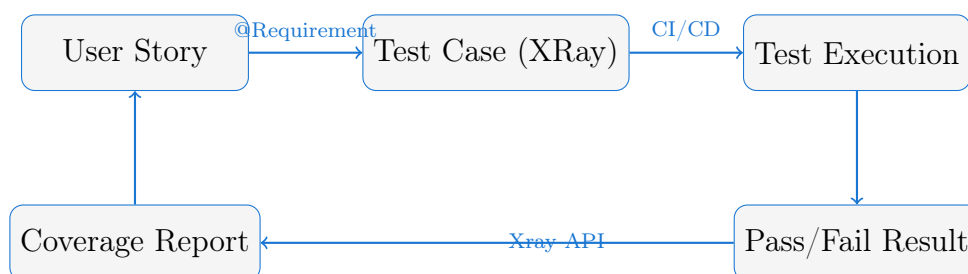 User Story
@Requirement
Test Case (XRay)
CI/CD
Test Execution
Coverage Report
Xray API
Pass/Fail Result